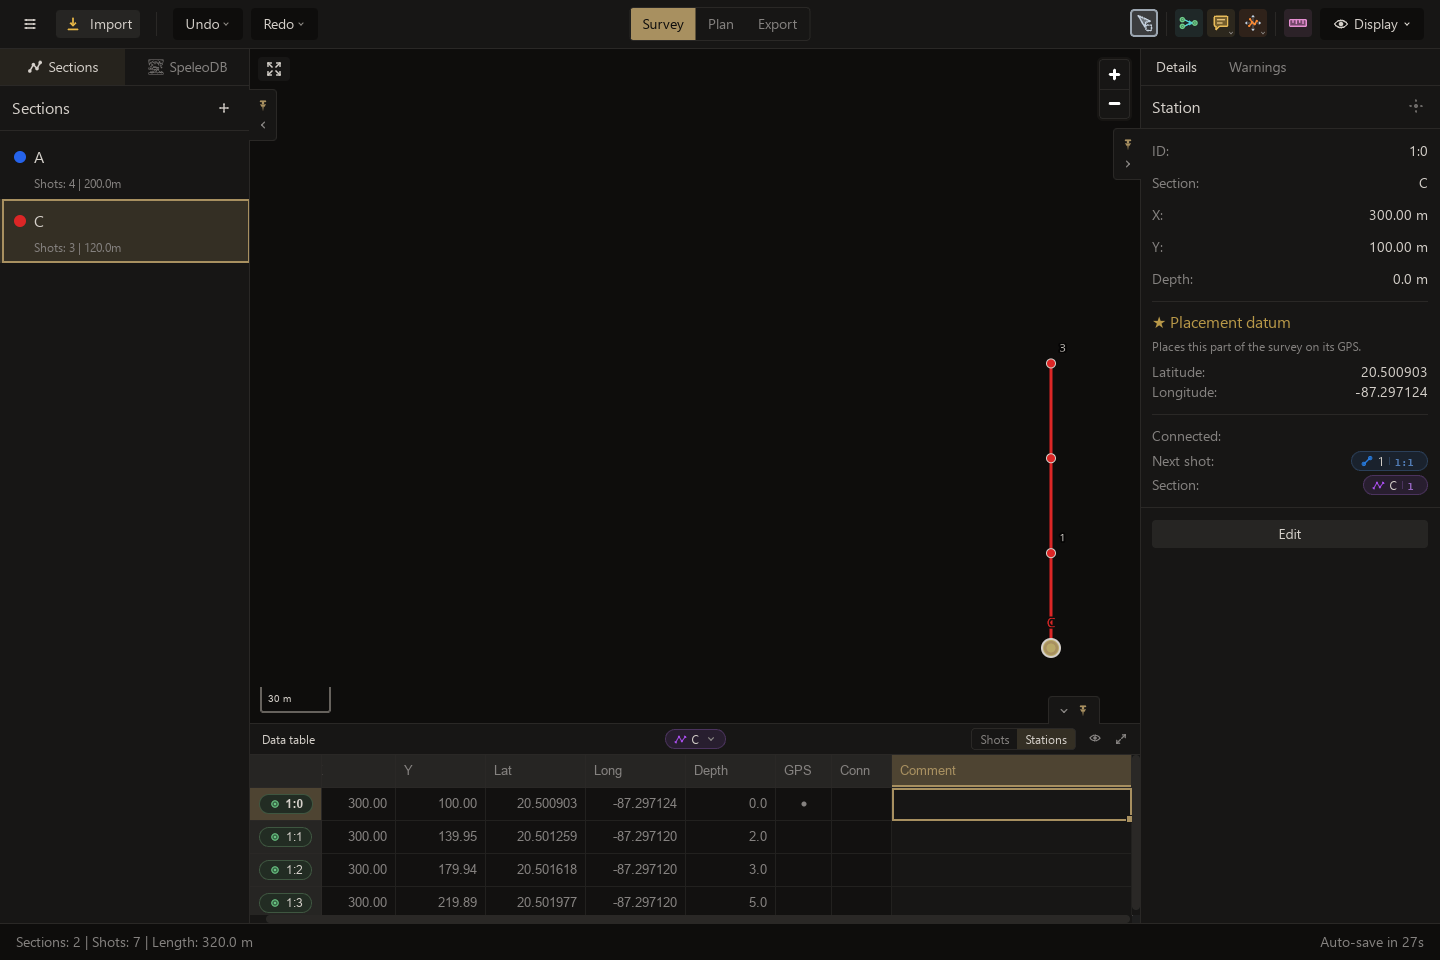 Import
Undo
Redo
Survey
Plan
Export
Display
Sections
SpeleoDB
Sections
A
Shots: 4 | 200.0m
C
Shots: 3 | 120.0m
3
1
C
30 m
Details
Warnings
Station
ID: 1:0
Section: C
X: 300.00 m
Y: 100.00 m
Depth: 0.0 m
★ Placement datum
Places this part of the survey on its GPS.
Latitude: 20.500903
Longitude: -87.297124
Connected:
Next shot: 1 | 1:1
Section: C | 1
Edit
Data table
C
Shots
Stations
Y Lat Long Depth GPS Conn Comment
1:0 300.00 100.00 20.500903 -87.297124 0.0 •
1:1 300.00 139.95 20.501259 -87.297120 2.0
1:2 300.00 179.94 20.501618 -87.297120 3.0
1:3 300.00 219.89 20.501977 -87.297120 5.0
Sections: 2 | Shots: 7 | Length: 320.0 m
Auto-save in 27s